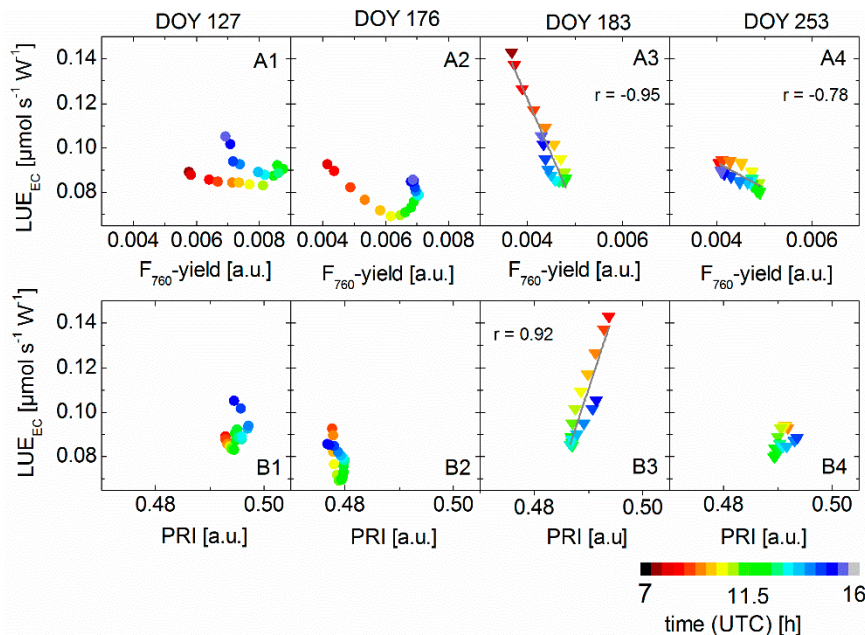 DOY 127 DOY 176 DOY 183 DOY 253
A1 A2 A3 A4
r = -0.95 r = -0.78
LUE_EC [µmol s⁻¹ W⁻¹]
0.14
0.12
0.10
0.08
0.004 0.006 0.008 0.004 0.006 0.008 0.004 0.006 0.004 0.006
F₇₆₀-yield [a.u.] F₇₆₀-yield [a.u.] F₇₆₀-yield [a.u.] F₇₆₀-yield [a.u.]
LUE_EC [µmol s⁻¹ W⁻¹]
0.14
0.12
0.10
0.08
r = 0.92
B1 B2 B3 B4
0.48 0.50 0.48 0.50 0.48 0.50 0.48 0.50
PRI [a.u.] PRI [a.u.] PRI [a.u] PRI [a.u.]
7 11.5 16
time (UTC) [h]